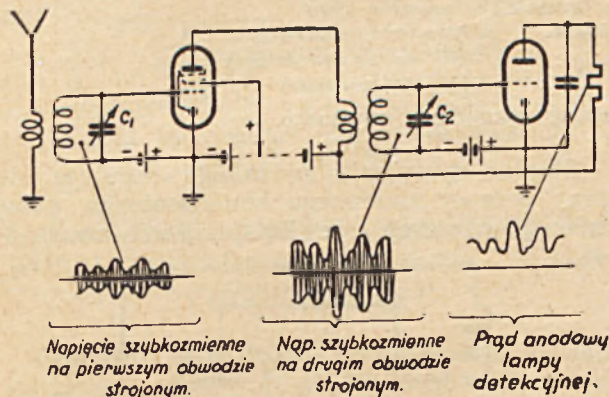 C1
C2
- +
+
-
+
- +
- +
Napięcie szybkozmienne
na pierwszym obwodzie
strojonym.
Nap. szybkozmienne
na drugim obwodzie
strojonym.
Prąd anodowy
lampy
detekcyjnej.